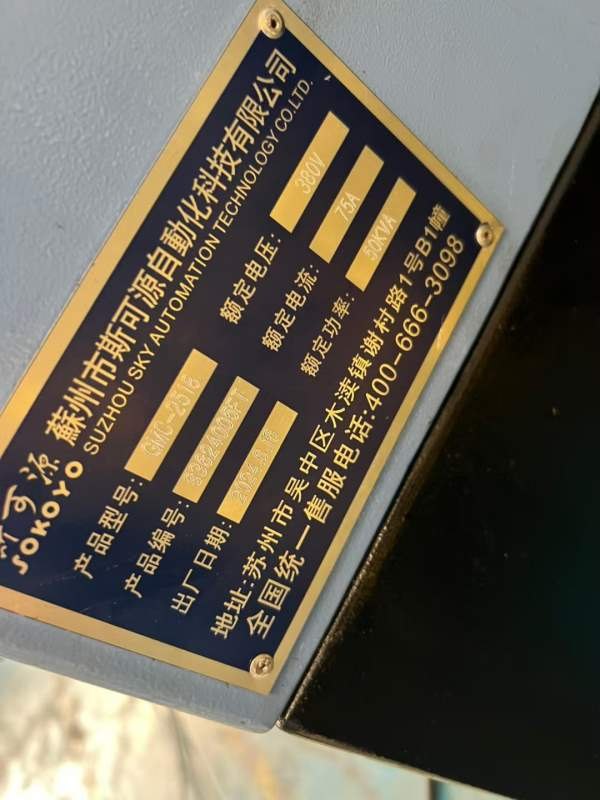 斯可源 蘇州市斯可源自動化科技有限公司
SOKOYO SUZHOU SKY AUTOMATION TECHNOLOGY CO.LTD.
产品型号: GMC-2515 额定电压: 380V
产品编号: 额定电流: 75A
出厂日期: 额定功率: 50KVA
地址:苏州市吴中区木渎镇谢村路1号B1幢
全国统一售服电话:400-666-3098